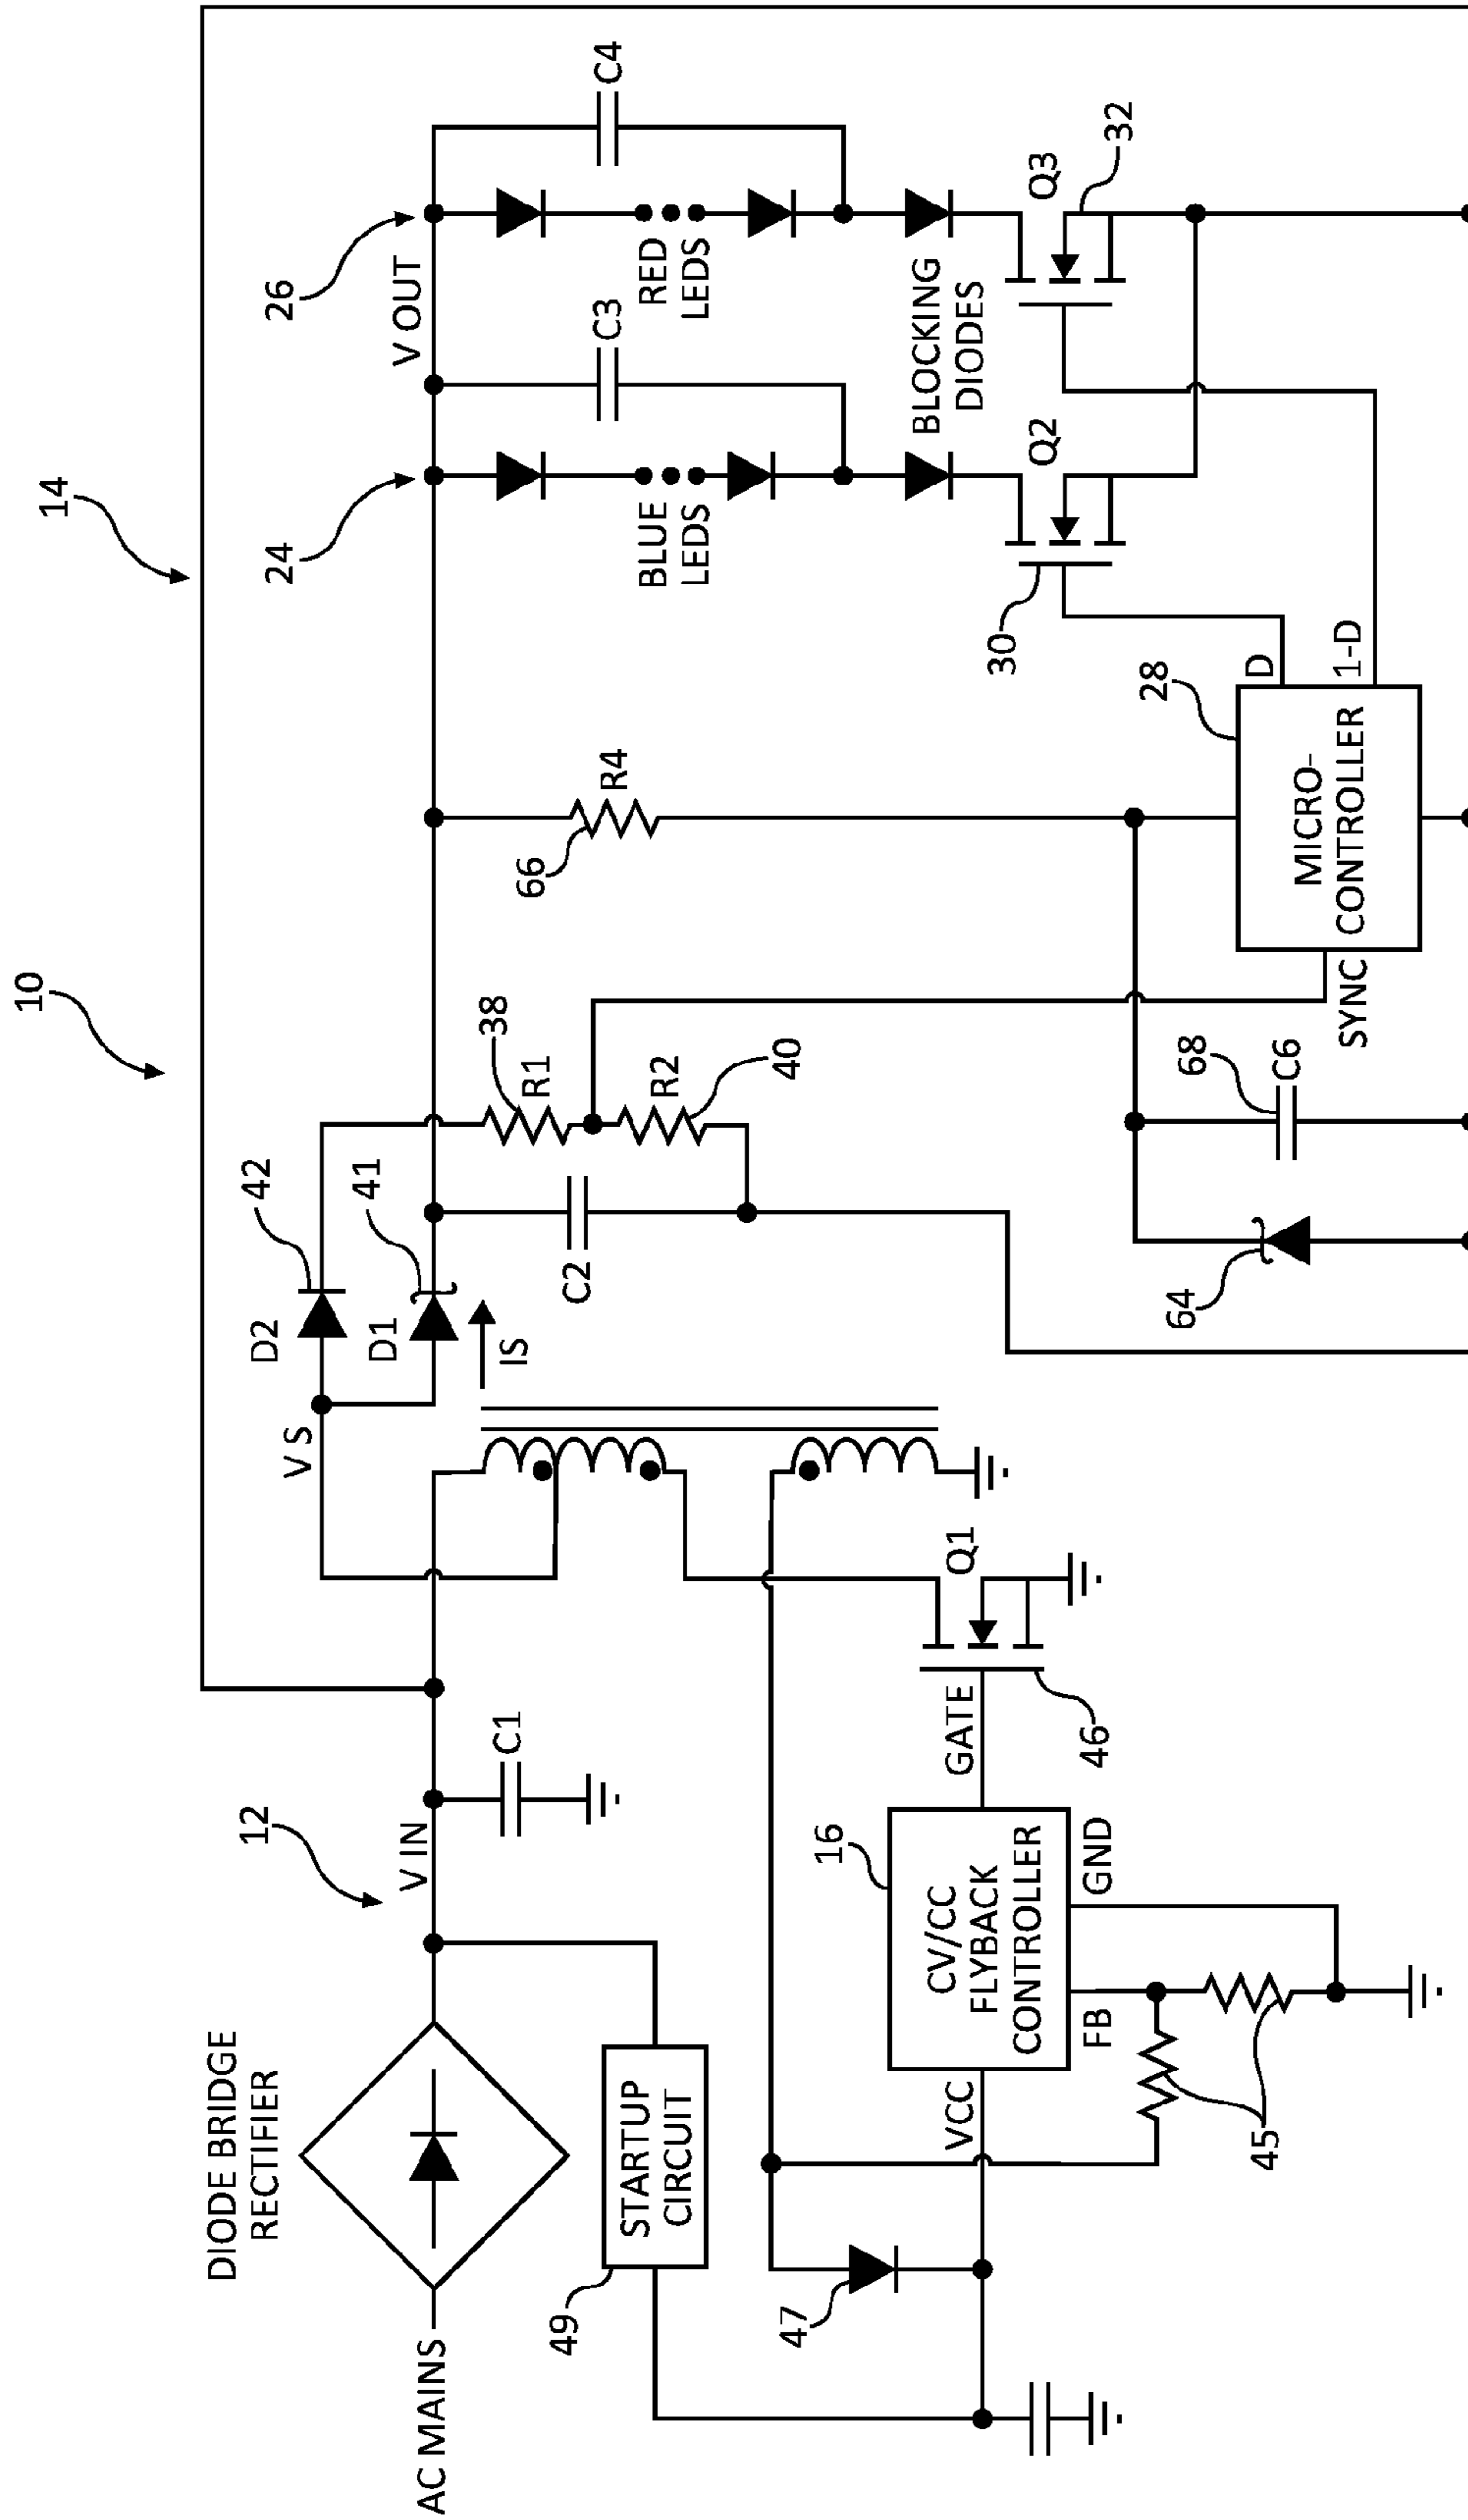 10
14
12
AC MAINS
DIODE BRIDGE
RECTIFIER
V IN
C1
49
STARTUP
CIRCUIT
47
16
CV/CC
FLYBACK
CONTROLLER
VCC
FB
GND
GATE
45
Q1
46
V S
D2
42
D1
41
IS
C2
R1
38
R2
40
R4
66
V OUT
24
26
BLUE
LEDS
C3
RED
LEDS
C4
BLOCKING
DIODES
Q2
30
Q3
32
28
MICRO-
CONTROLLER
SYNC
D
1-D
64
68
C6